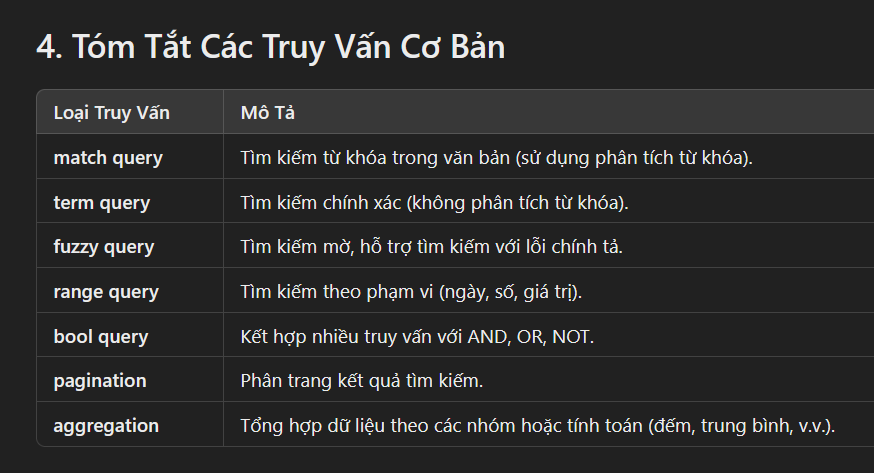 4. Tóm Tắt Các Truy Vấn Cơ Bản
Loại Truy Vấn Mô Tả
match query Tìm kiếm từ khóa trong văn bản (sử dụng phân tích từ khóa).
term query Tìm kiếm chính xác (không phân tích từ khóa).
fuzzy query Tìm kiếm mờ, hỗ trợ tìm kiếm với lỗi chính tả.
range query Tìm kiếm theo phạm vi (ngày, số, giá trị).
bool query Kết hợp nhiều truy vấn với AND, OR, NOT.
pagination Phân trang kết quả tìm kiếm.
aggregation Tổng hợp dữ liệu theo các nhóm hoặc tính toán (đếm, trung bình, v.v.).